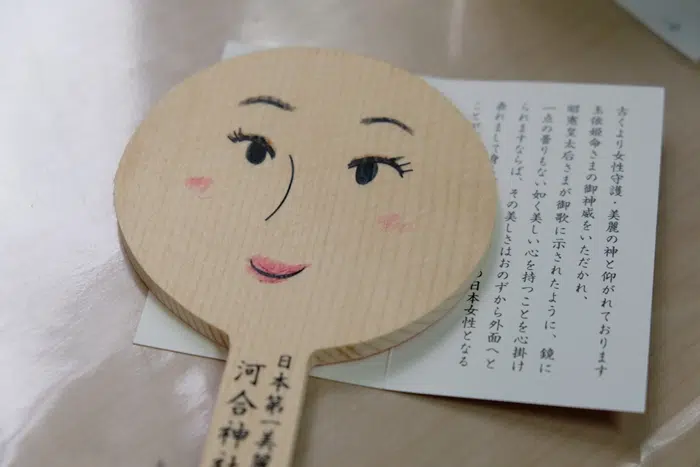 古くより女性守護・美麗の神と仰がれております
玉依姫命さまの御神威をいただかれ、
昭憲皇太后さまが御歌に示されたように、鏡に
一点の曇りもない如く美しい心を持つことを心掛け
られますならば、その美しさはおのずから外面へと
れまして身
こと の日本女性となる
日本第一美麗
河合神社